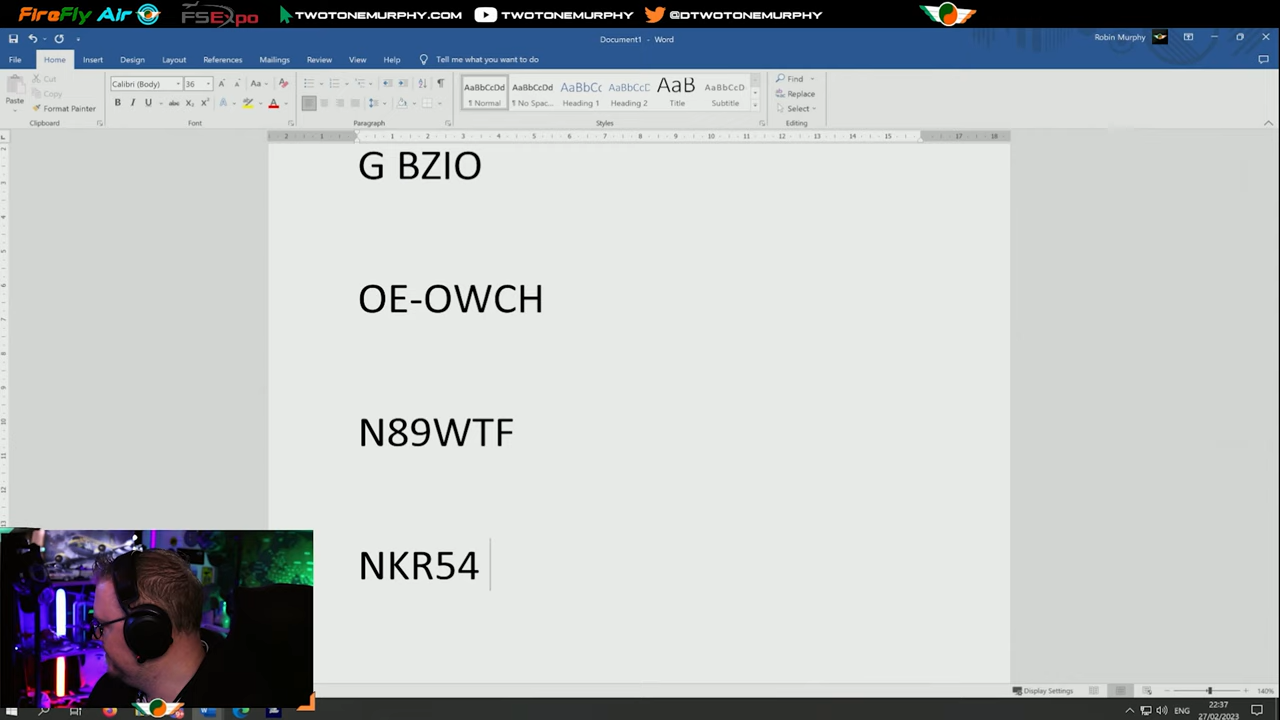 FireFly Air FSExpo TWOTONEMURPHY.COM TWOTONEMURPHY @DTWOTONEMURPHY
Document1 - Word
Robin Murphy
File Home Insert Design Layout References Mailings Review View Help Tell me what you want to do
Paste
Cut
Copy
Format Painter
Clipboard
Calibri (Body) 36
Font
Paragraph
AaBbCcDd AaBbCcDd AaBbCc AaBbCcC AaB AaBbCcD
¶ Normal ¶ No Spac... Heading 1 Heading 2 Title Subtitle
Styles
Find
Replace
Select
Editing
G BZIO
OE-OWCH
N89WTF
NKR54
Display Settings
140%
ENG
22:37
27/02/2023